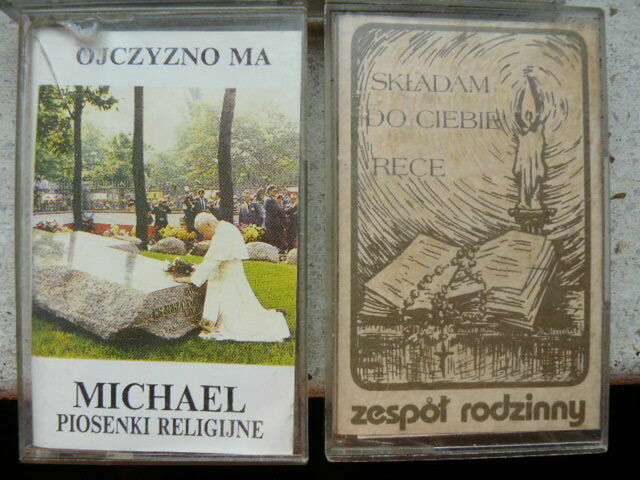 OJCZYZNO MA
MICHAEL
PIOSENKI RELIGIJNE
SKŁADAM
DO CIEBIE
RĘCE
zespół rodzinny